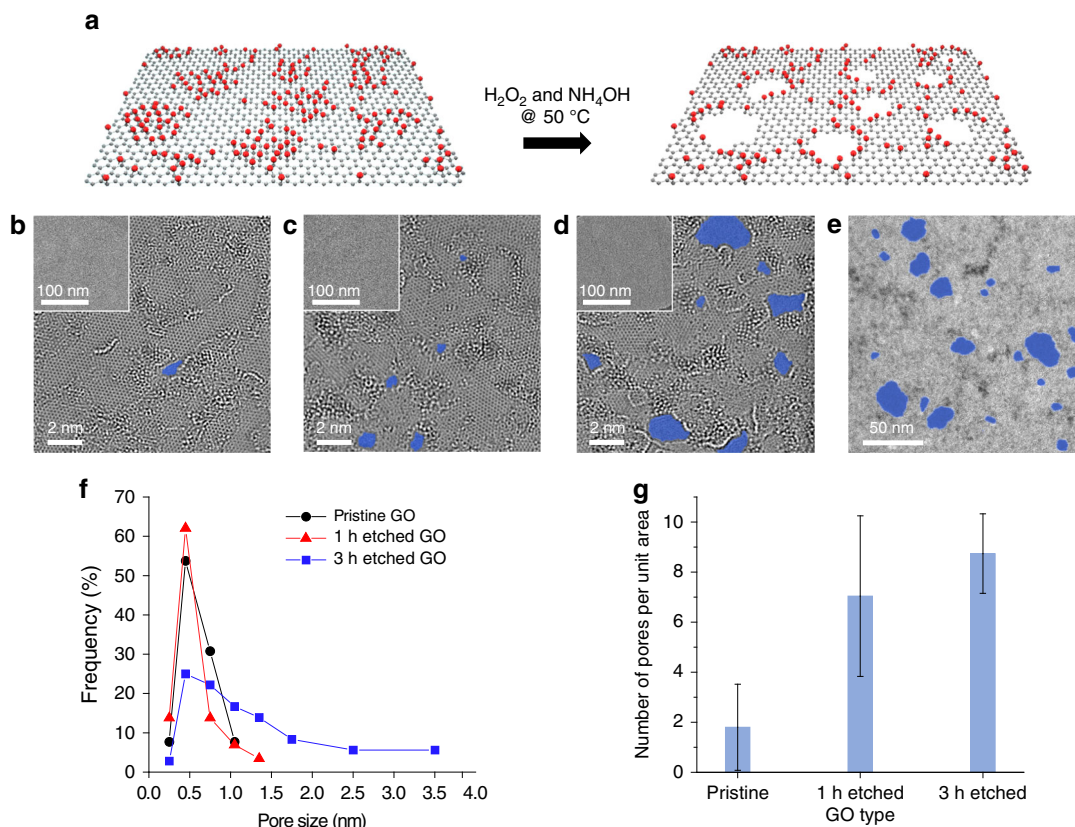 a
H₂O₂ and NH₄OH
@ 50 °C
b
100 nm
2 nm
c
100 nm
2 nm
d
100 nm
2 nm
e
50 nm
f
70
60
50
40
30
20
10
0
Frequency (%)
Pristine GO
1 h etched GO
3 h etched GO
0.0 0.5 1.0 1.5 2.0 2.5 3.0 3.5 4.0
Pore size (nm)
g
10
8
6
4
2
0
Number of pores per unit area
Pristine 1 h etched 3 h etched
GO type